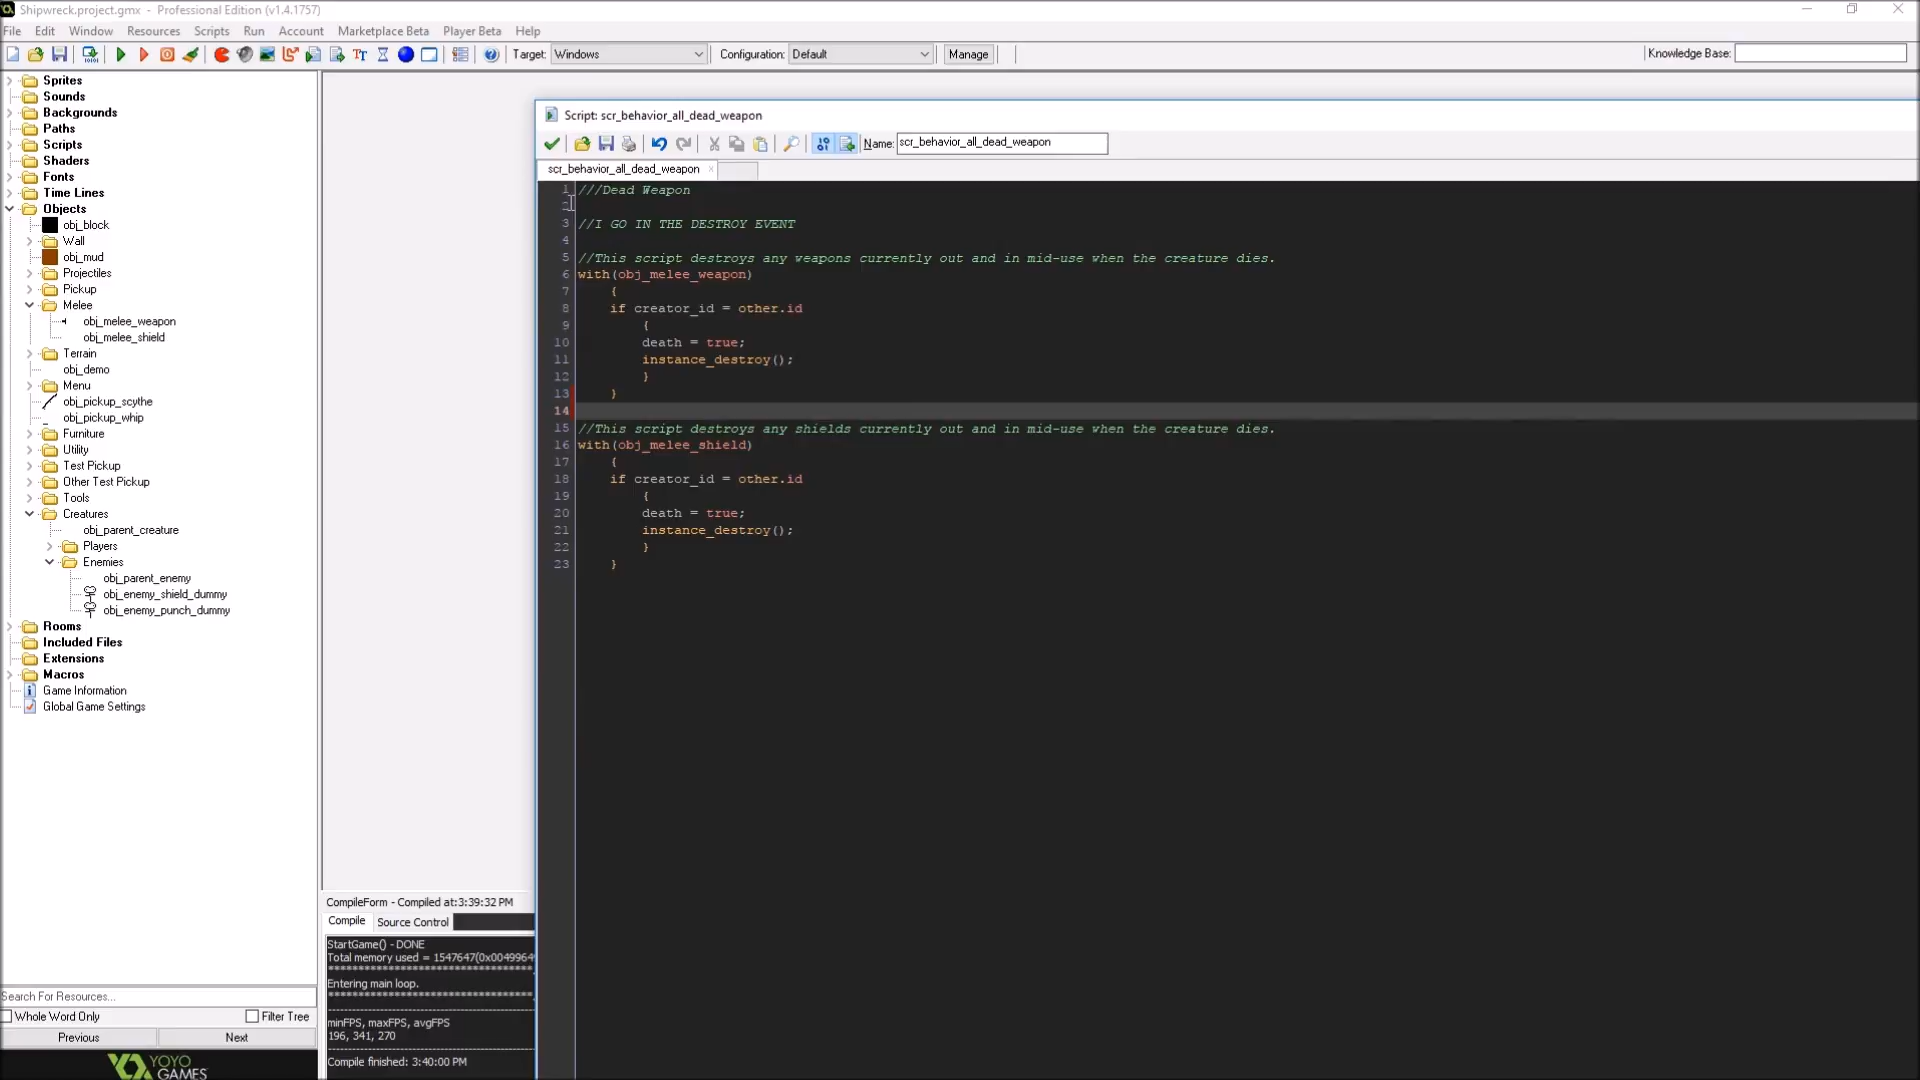 Shipwreck.project.gmx - Professional Edition (v1.4.1757)
File Edit Window Resources Scripts Run Account Marketplace Beta Player Beta Help
Target: Windows Configuration: Default Manage Knowledge Base:
Sprites
Sounds
Backgrounds
Paths
Scripts
Shaders
Fonts
Time Lines
Objects
obj_block
Wall
obj_mud
Projectiles
Pickup
Melee
obj_melee_weapon
obj_melee_shield
Terrain
obj_demo
Menu
obj_pickup_scythe
obj_pickup_whip
Furniture
Utility
Test Pickup
Other Test Pickup
Tools
Creatures
obj_parent_creature
Players
Enemies
obj_parent_enemy
obj_enemy_shield_dummy
obj_enemy_punch_dummy
Rooms
Included Files
Extensions
Macros
Game Information
Global Game Settings
Search For Resources...
Whole Word Only Filter Tree
Previous Next
YOYO
GAMES
Script: scr_behavior_all_dead_weapon
Name: scr_behavior_all_dead_weapon
scr_behavior_all_dead_weapon
1 ///Dead Weapon
2
3 //I GO IN THE DESTROY EVENT
4
5 //This script destroys any weapons currently out and in mid-use when the creature dies.
6 with(obj_melee_weapon)
7 {
8 if creator_id = other.id
9 {
10 death = true;
11 instance_destroy();
12 }
13 }
14
15 //This script destroys any shields currently out and in mid-use when the creature dies.
16 with(obj_melee_shield)
17 {
18 if creator_id = other.id
19 {
20 death = true;
21 instance_destroy();
22 }
23 }
CompileForm - Compiled at:3:39:32 PM
Compile Source Control
StartGame() - DONE
Total memory used = 1547647(0x0049964
Entering main loop.
minFPS, maxFPS, avgFPS
196, 341, 270
Compile finished: 3:40:00 PM